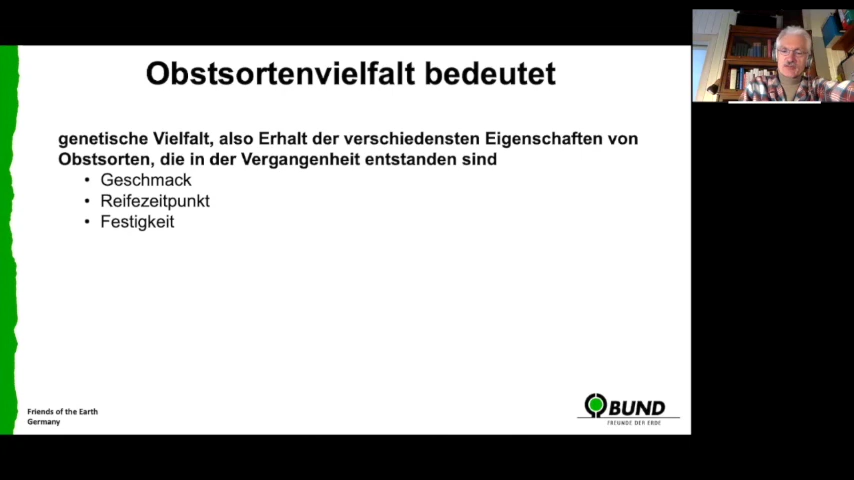 Obstsortenvielfalt bedeutet
genetische Vielfalt, also Erhalt der verschiedensten Eigenschaften von
Obstsorten, die in der Vergangenheit entstanden sind
• Geschmack
• Reifezeitpunkt
• Festigkeit
Friends of the Earth
Germany
BUND
FREUNDE DER ERDE